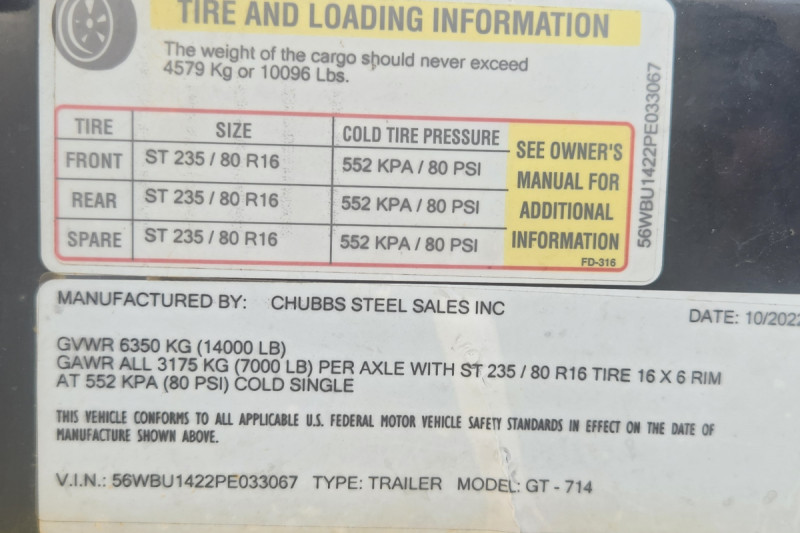 TIRE AND LOADING INFORMATION
The weight of the cargo should never exceed
4579 Kg or 10096 Lbs.
TIRE SIZE COLD TIRE PRESSURE
FRONT ST 235 / 80 R16 552 KPA / 80 PSI
REAR ST 235 / 80 R16 552 KPA / 80 PSI
SPARE ST 235 / 80 R16 552 KPA / 80 PSI
SEE OWNER'S
MANUAL FOR
ADDITIONAL
INFORMATION
FD-316
56WBU1422PE033067
MANUFACTURED BY: CHUBBS STEEL SALES INC
DATE: 10/2022
GVWR 6350 KG (14000 LB)
GAWR ALL 3175 KG (7000 LB) PER AXLE WITH ST 235 / 80 R16 TIRE 16 X 6 RIM
AT 552 KPA (80 PSI) COLD SINGLE
THIS VEHICLE CONFORMS TO ALL APPLICABLE U.S. FEDERAL MOTOR VEHICLE SAFETY STANDARDS IN EFFECT ON THE DATE OF
MANUFACTURE SHOWN ABOVE.
V.I.N.: 56WBU1422PE033067 TYPE: TRAILER MODEL: GT - 714